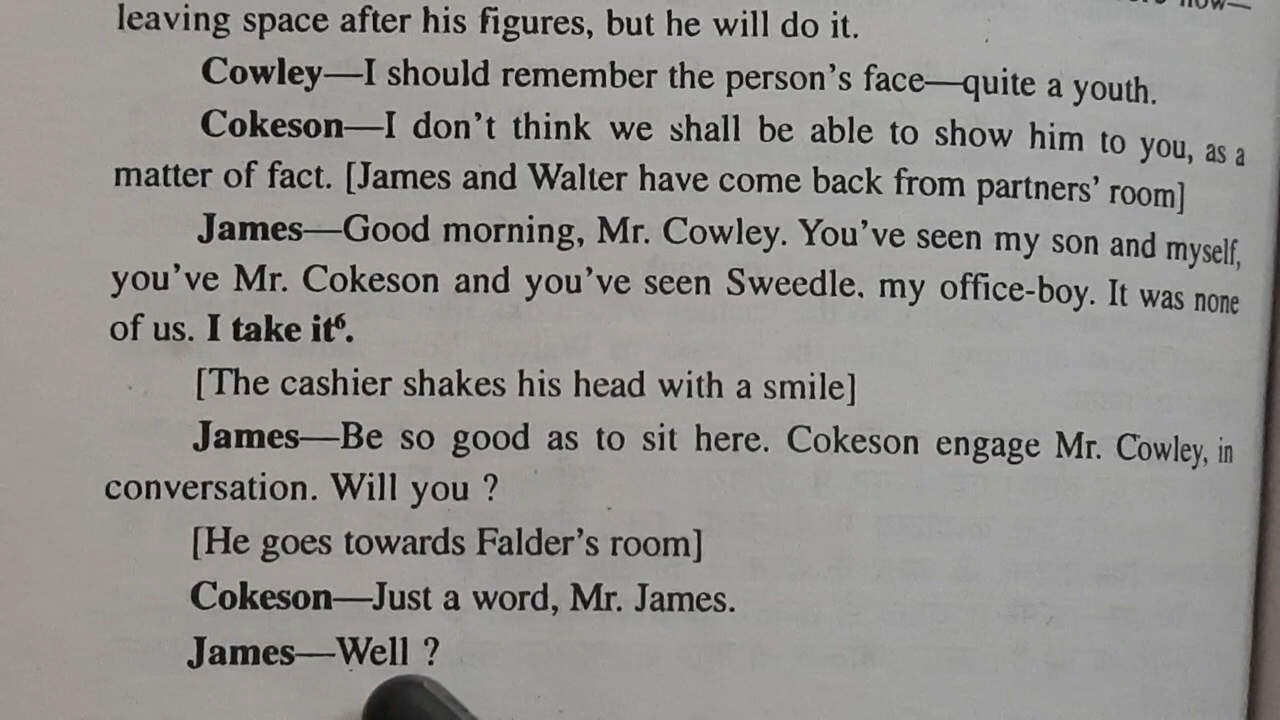 now—
leaving space after his figures, but he will do it.
Cowley—I should remember the person's face—quite a youth.
Cokeson—I don't think we shall be able to show him to you, as a
matter of fact. [James and Walter have come back from partners' room]
James—Good morning, Mr. Cowley. You've seen my son and myself,
you've Mr. Cokeson and you've seen Sweedle. my office-boy. It was none
of us. I take it⁶.
[The cashier shakes his head with a smile]
James—Be so good as to sit here. Cokeson engage Mr. Cowley, in
conversation. Will you ?
[He goes towards Falder's room]
Cokeson—Just a word, Mr. James.
James—Well ?